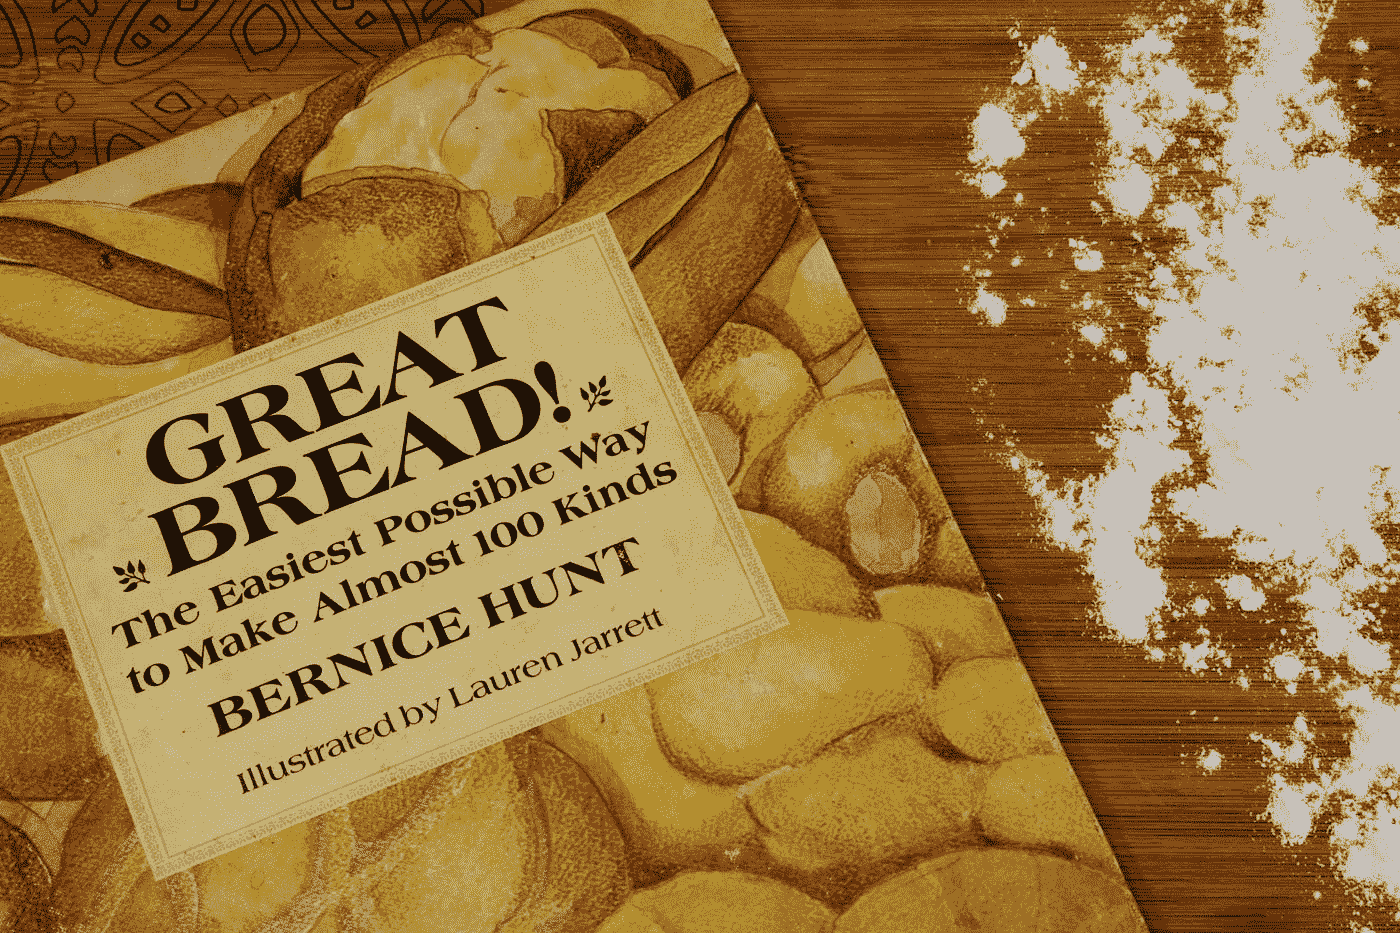 GREAT
BREAD!
The Easiest Possible Way
to Make Almost 100 Kinds
BERNICE HUNT
Illustrated by Lauren Jarrett